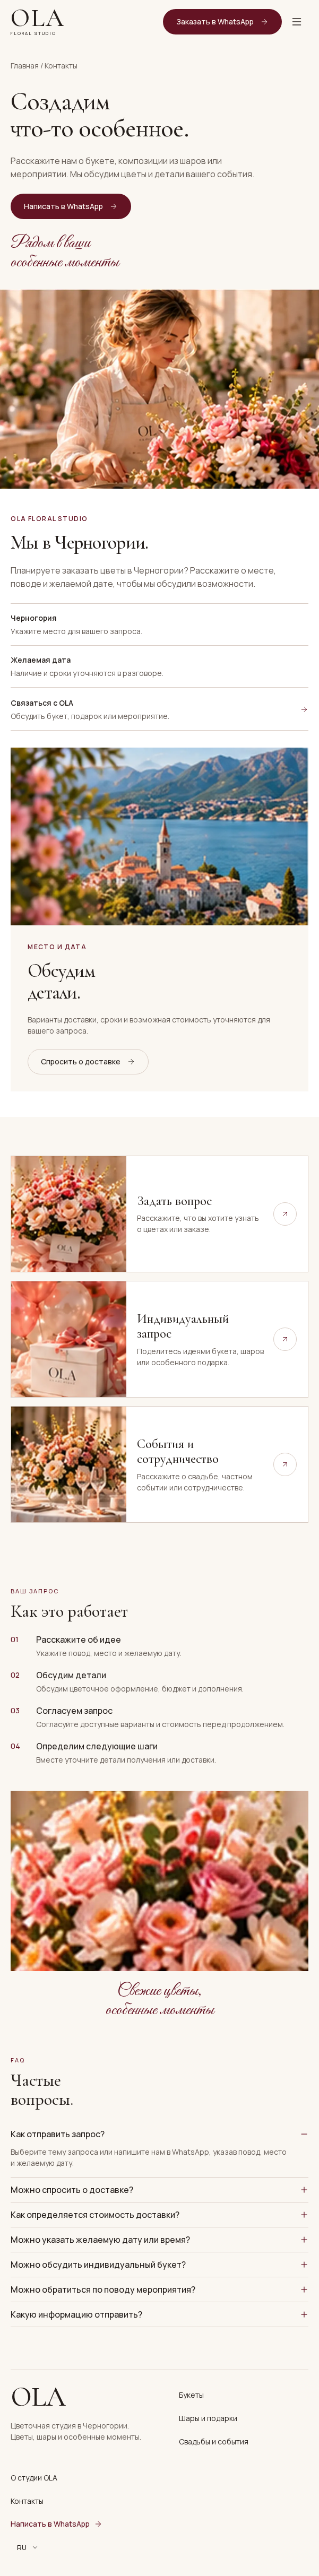 OLA
FLORAL STUDIO
Заказать в WhatsApp
Главная / Контакты
Создадим
что-то особенное.
Расскажите нам о букете, композиции из шаров или
мероприятии. Мы обсудим цветы и детали вашего события.
Написать в WhatsApp
Рядом в ваши
особенные моменты
OLA
OLA FLORAL STUDIO
Мы в Черногории.
Планируете заказать цветы в Черногории? Расскажите о месте,
поводе и желаемой дате, чтобы мы обсудили возможности.
Черногория
Укажите место для вашего запроса.
Желаемая дата
Наличие и сроки уточняются в разговоре.
Связаться с OLA
Обсудить букет, подарок или мероприятие.
МЕСТО И ДАТА
Обсудим
детали.
Варианты доставки, сроки и возможная стоимость уточняются для
вашего запроса.
Спросить о доставке
OLA
Задать вопрос
Расскажите, что вы хотите узнать
о цветах или заказе.
OLA
Индивидуальный
запрос
Поделитесь идеями букета, шаров
или особенного подарка.
События и
сотрудничество
Расскажите о свадьбе, частном
событии или сотрудничестве.
ВАШ ЗАПРОС
Как это работает
01 Расскажите об идее
Укажите повод, место и желаемую дату.
02 Обсудим детали
Обсудим цветочное оформление, бюджет и дополнения.
03 Согласуем запрос
Согласуйте доступные варианты и стоимость перед продолжением.
04 Определим следующие шаги
Вместе уточните детали получения или доставки.
Свежие цветы,
особенные моменты
FAQ
Частые
вопросы.
Как отправить запрос?
Выберите тему запроса или напишите нам в WhatsApp, указав повод, место
и желаемую дату.
Можно спросить о доставке?
Как определяется стоимость доставки?
Можно указать желаемую дату или время?
Можно обсудить индивидуальный букет?
Можно обратиться по поводу мероприятия?
Какую информацию отправить?
OLA
Цветочная студия в Черногории.
Цветы, шары и особенные моменты.
Букеты
Шары и подарки
Свадьбы и события
О студии OLA
Контакты
Написать в WhatsApp
RU